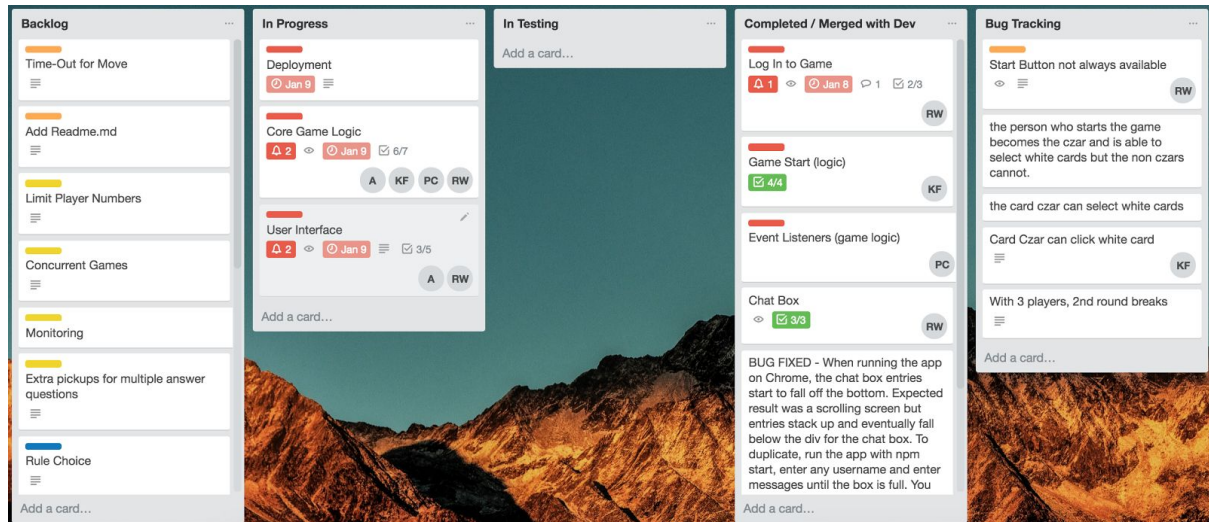 Backlog
Time-Out for Move
Add Readme.md
Limit Player Numbers
Concurrent Games
Monitoring
Extra pickups for multiple answer
questions
Rule Choice
Add a card…
In Progress
Deployment
Jan 9
Core Game Logic
2 Jan 9 6/7
A KF PC RW
User Interface
2 Jan 9 3/5
A RW
Add a card…
In Testing
Add a card…
Completed / Merged with Dev
Log In to Game
1 Jan 8 1 2/3
RW
Game Start (logic)
4/4
KF
Event Listeners (game logic)
PC
Chat Box
3/3
RW
BUG FIXED - When running the app
on Chrome, the chat box entries
start to fall off the bottom. Expected
result was a scrolling screen but
entries stack up and eventually fall
below the div for the chat box. To
duplicate, run the app with npm
start, enter any username and enter
messages until the box is full. You
Add a card…
Bug Tracking
Start Button not always available
RW
the person who starts the game
becomes the czar and is able to
select white cards but the non czars
cannot.
the card czar can select white cards
Card Czar can click white card
KF
With 3 players, 2nd round breaks
Add a card…